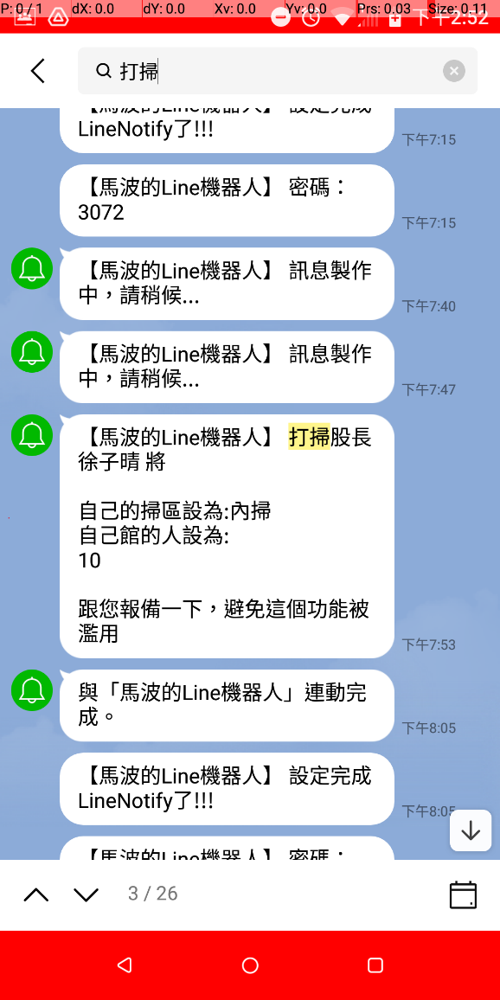 P: 0 / 1 dX: 0.0 dY: 0.0 Xv: 0.0 Yv: 0.0 Prs: 0.03 Size: 0.11
下午2:52
打掃
【馬波的Line機器人】 設定完成
LineNotify了!!!
下午7:15
【馬波的Line機器人】 密碼：
3072
下午7:15
【馬波的Line機器人】 訊息製作
中，請稍候...
下午7:40
【馬波的Line機器人】 訊息製作
中，請稍候...
下午7:47
【馬波的Line機器人】 打掃股長
徐子晴 將
自己的掃區設為:內掃
自己館的人設為:
10
跟您報備一下，避免這個功能被
濫用
下午7:53
與「馬波的Line機器人」連動完
成。
下午8:05
【馬波的Line機器人】 設定完成
LineNotify了!!!
下午8:05
【馬波的Line機器人】 密碼：
3 / 26